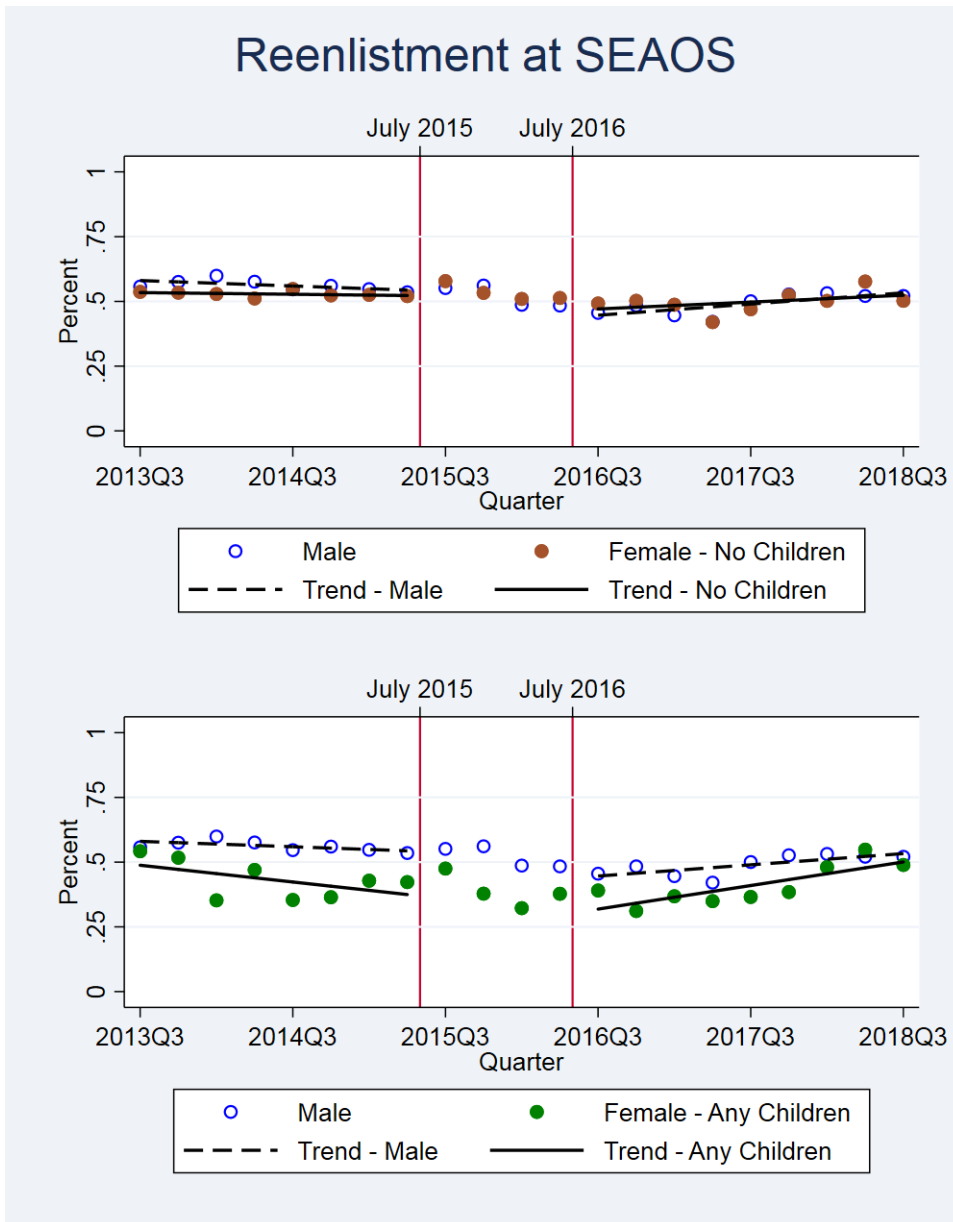 Reenlistment at SEAOS
July 2015 July 2016
1
.75
.5
.25
0
Percent
2013Q3 2014Q3 2015Q3 2016Q3 2017Q3 2018Q3
Quarter
Male Female - No Children
Trend - Male Trend - No Children
July 2015 July 2016
1
.75
.5
.25
0
Percent
2013Q3 2014Q3 2015Q3 2016Q3 2017Q3 2018Q3
Quarter
Male Female - Any Children
Trend - Male Trend - Any Children